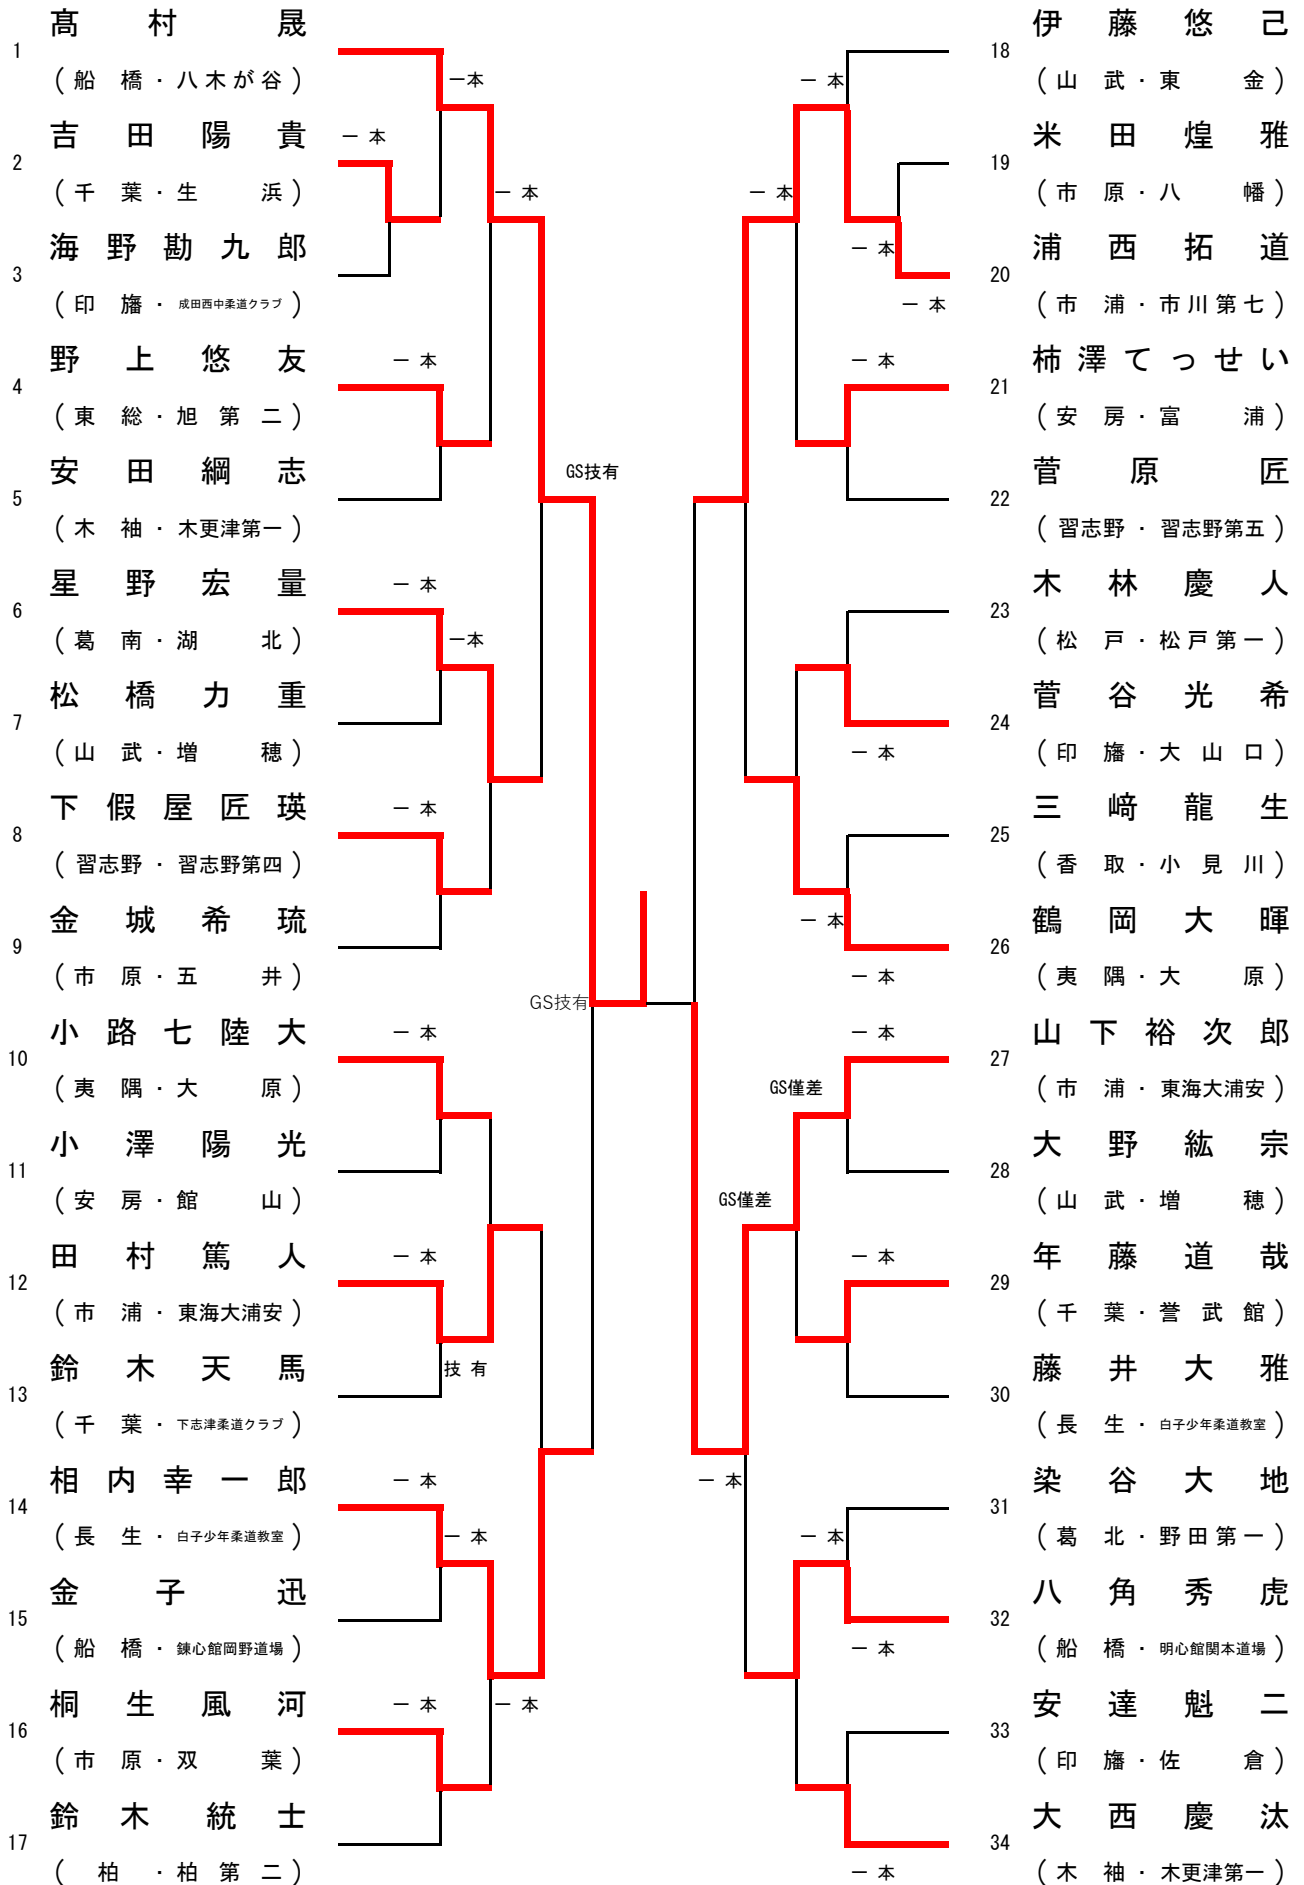 髙村晟
1
(船橋・八木が谷)
一本
吉田陽貴
一本
2
(千葉・生浜)
一本
海野勘九郎
3
(印旛・成田西中柔道クラブ)
野上悠友
一本
4
(東総・旭第二)
安田綱志
GS技有
5
(木袖・木更津第一)
星野宏量
一本
6
(葛南・湖北)
一本
松橋力重
7
(山武・増穂)
下假屋匠瑛
一本
8
(習志野・習志野第四)
金城希琉
9
(市原・五井)
GS技有
小路七陸大
一本
10
(夷隅・大原)
小澤陽光
11
(安房・館山)
田村篤人
一本
12
(市浦・東海大浦安)
鈴木天馬
技有
13
(千葉・下志津柔道クラブ)
相内幸一郎
一本
14
(長生・白子少年柔道教室)
一本
金子迅
15
(船橋・錬心館岡野道場)
桐生風河
一本
一本
16
(市原・双葉)
鈴木統士
17
(柏・柏第二)
伊藤悠己
18
一本
(山武・東金)
米田煌雅
19
一本
(市原・八幡)
浦西拓道
一本
20
一本
(市浦・市川第七)
柿澤てっせい
一本
21
(安房・富浦)
菅原匠
22
(習志野・習志野第五)
木林慶人
23
(松戸・松戸第一)
菅谷光希
24
一本
(印旛・大山口)
三﨑龍生
25
(香取・小見川)
鶴岡大暉
一本
26
一本
(夷隅・大原)
山下裕次郎
一本
27
GS僅差
(市浦・東海大浦安)
大野紘宗
28
GS僅差
(山武・増穂)
年藤道哉
一本
29
(千葉・誉武館)
藤井大雅
30
(長生・白子少年柔道教室)
染谷大地
一本
31
一本
(葛北・野田第一)
八角秀虎
32
一本
(船橋・明心館関本道場)
安達魁二
33
(印旛・佐倉)
大西慶汰
34
一本
(木袖・木更津第一)